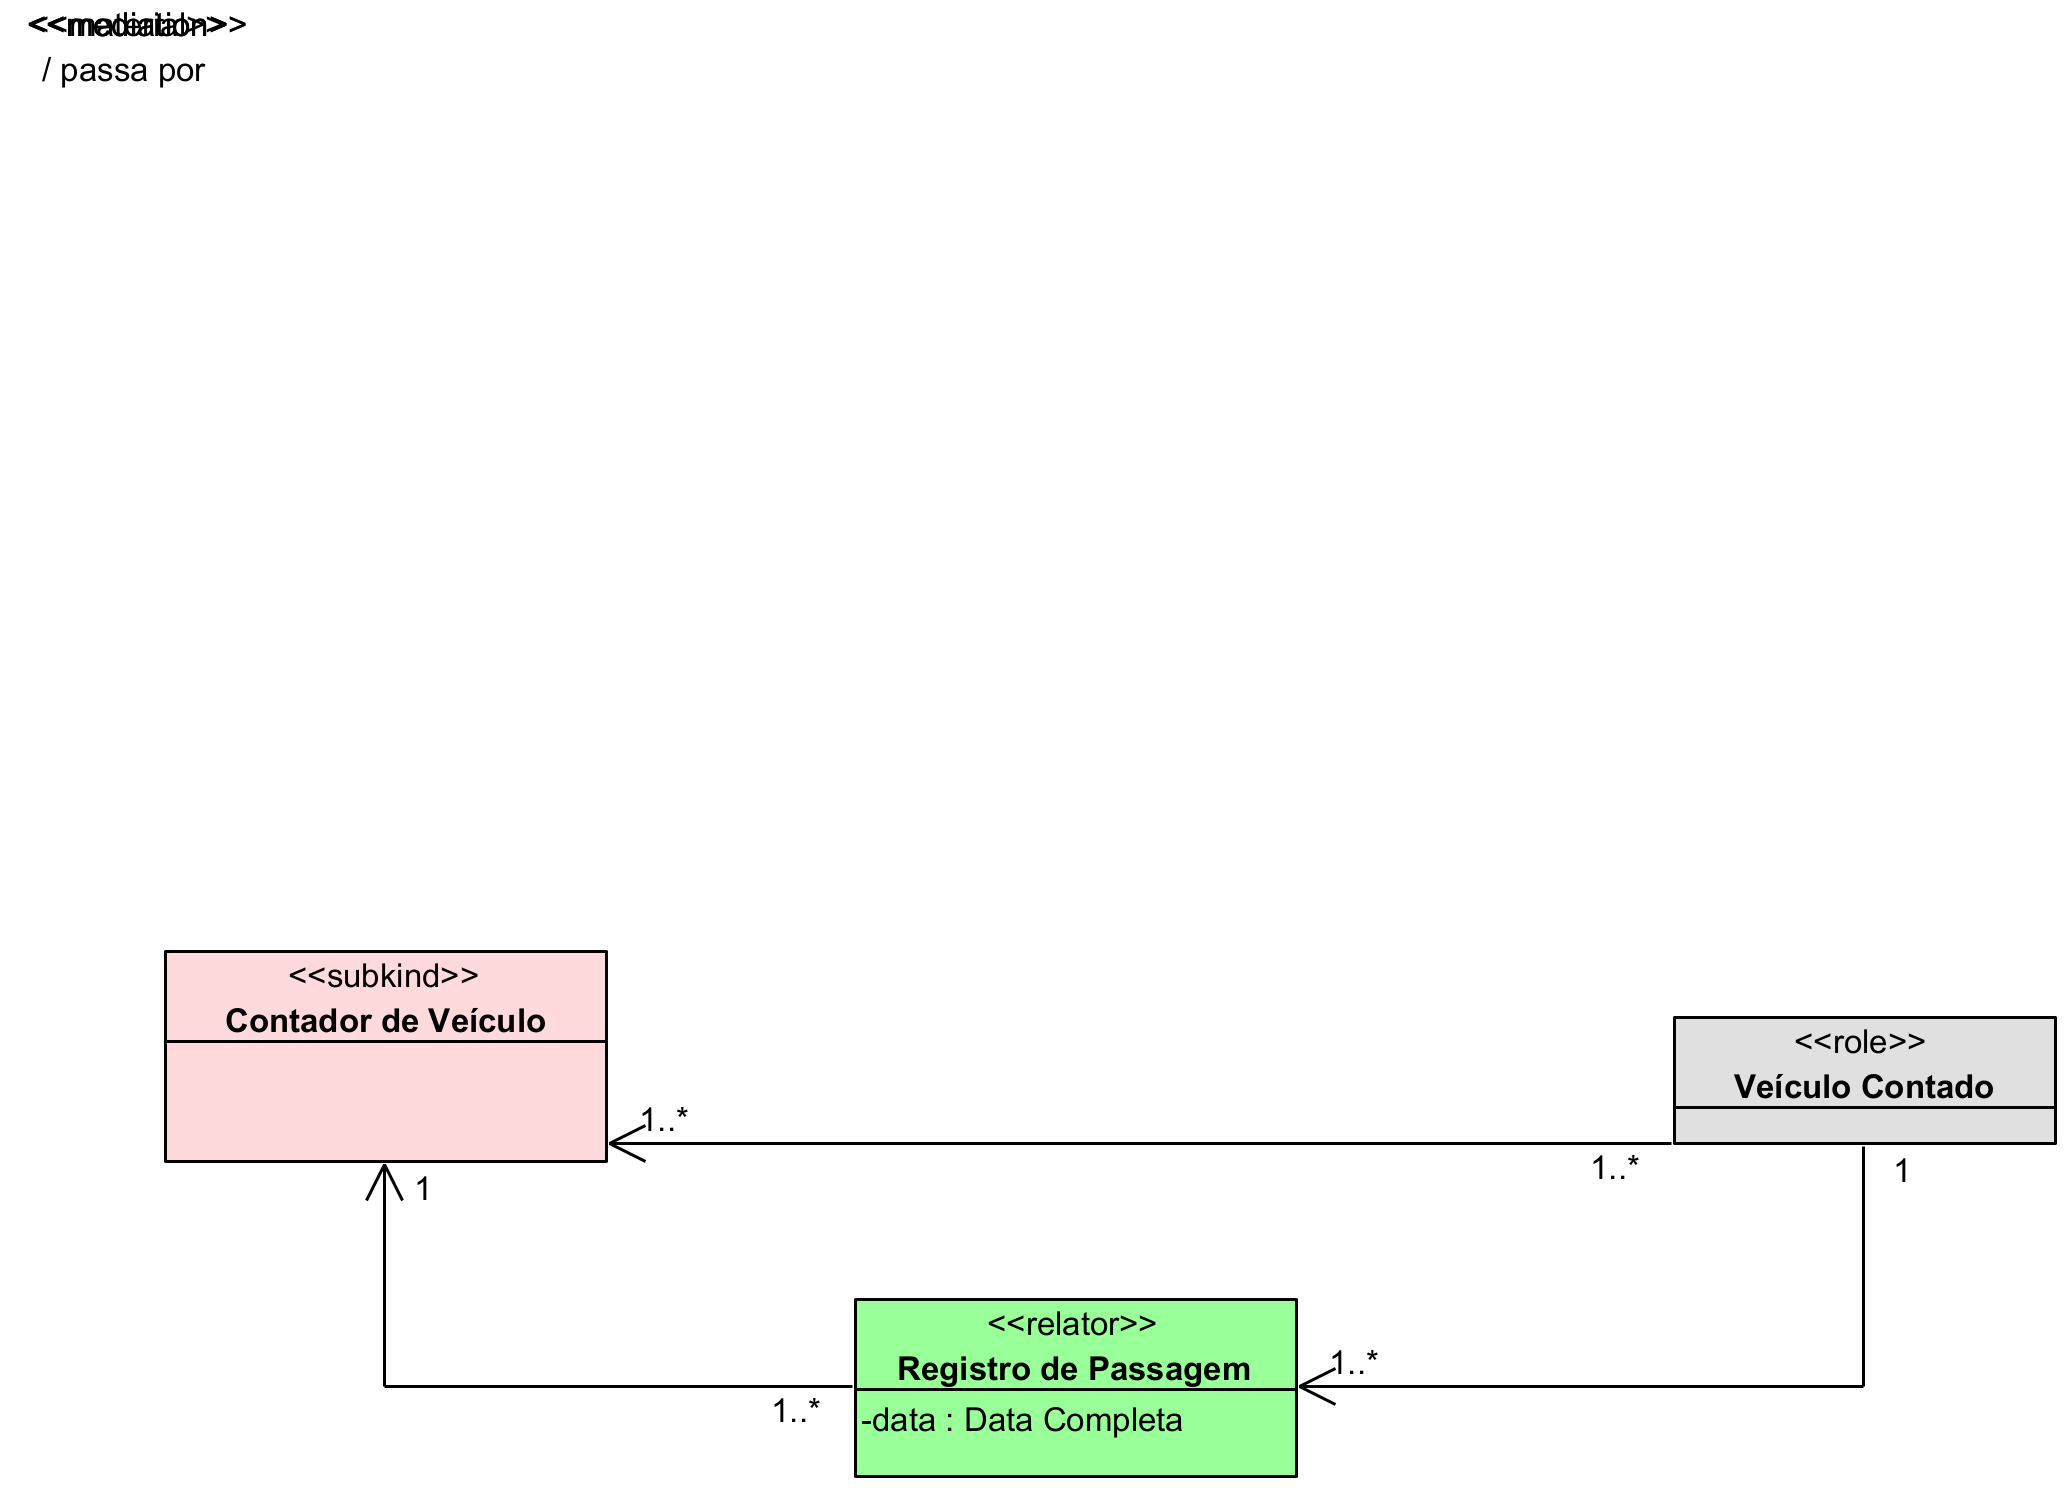 <<mediation>>
<<material>>
/ passa por
<<subkind>>
Contador de Veículo
<<role>>
Veículo Contado
1..*
1..*
1
1
<<relator>>
Registro de Passagem
1..*
1..*
-data : Data Completa